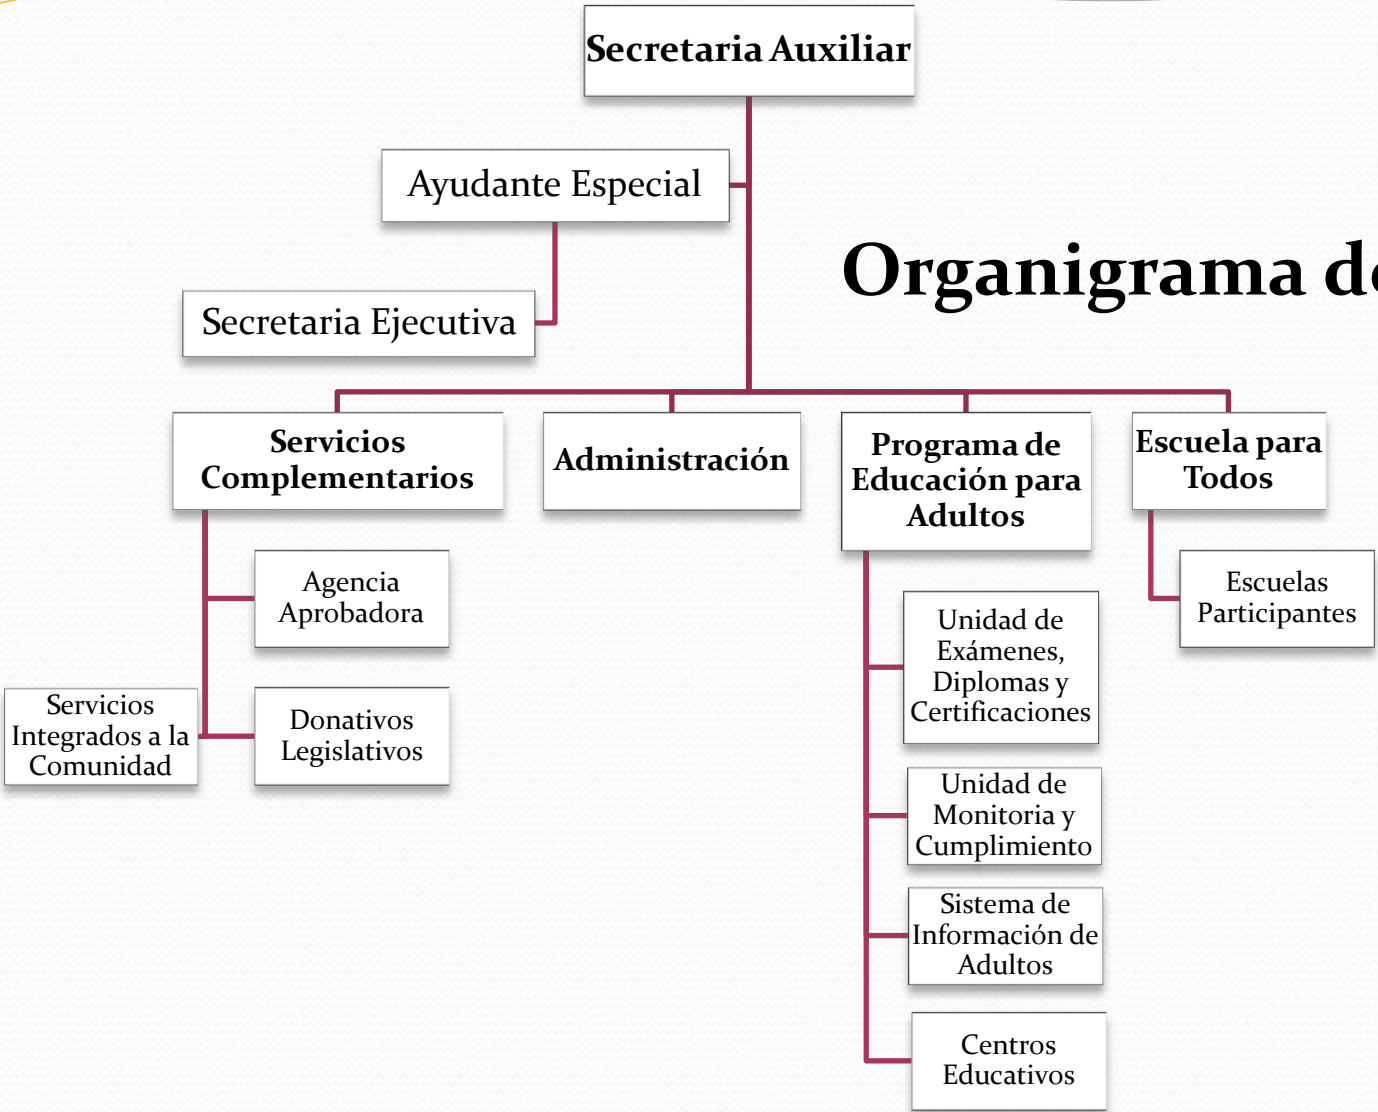 Secretaria Auxiliar
Ayudante Especial
Organigrama de
Secretaria Ejecutiva
Servicios
Complementarios
Administración
Programa de
Educación para
Adultos
Escuela para
Todos
Agencia
Aprobadora
Servicios
Integrados a la
Comunidad
Donativos
Legislativos
Unidad de
Exámenes,
Diplomas y
Certificaciones
Unidad de
Monitoria y
Cumplimiento
Sistema de
Información de
Adultos
Centros
Educativos
Escuelas
Participantes